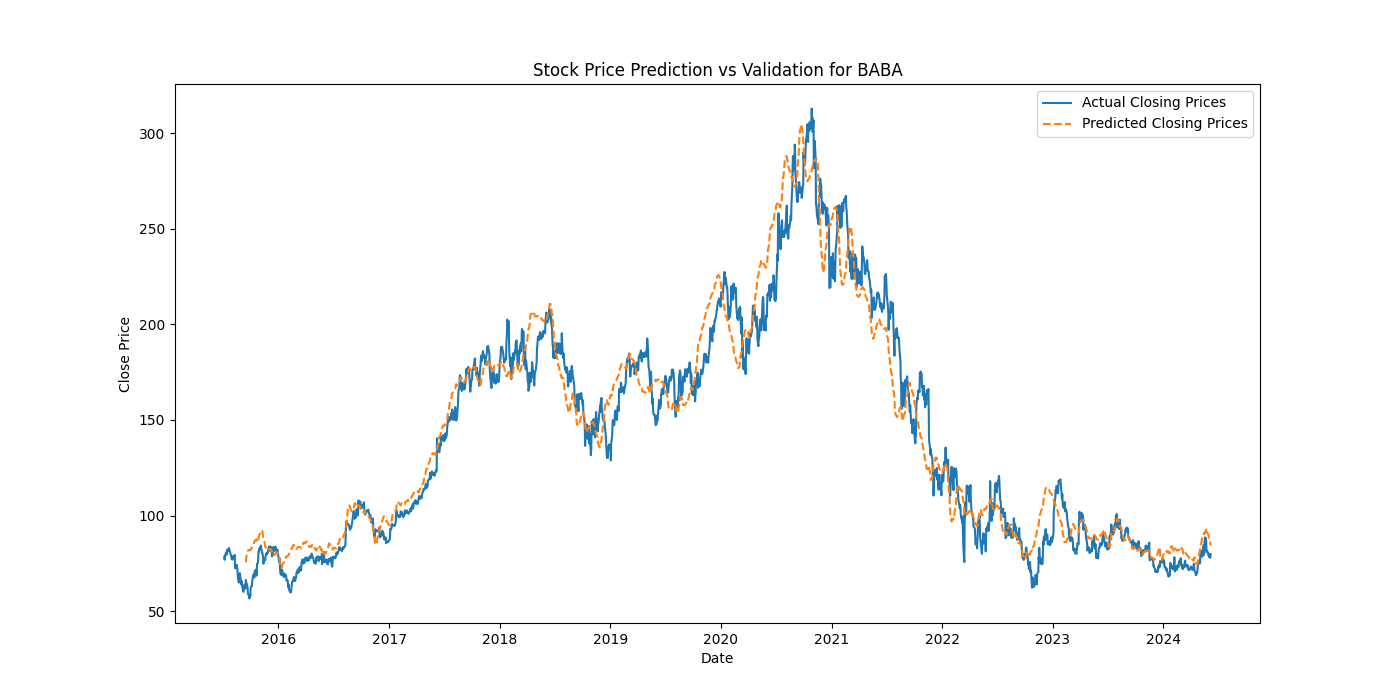 Stock Price Prediction vs Validation for BABA
Actual Closing Prices
Predicted Closing Prices
Close Price
300
250
200
150
100
50
2016 2017 2018 2019 2020 2021 2022 2023 2024
Date